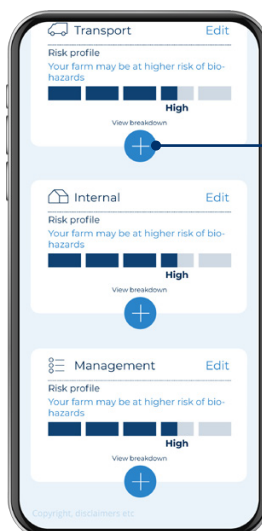 Transport Edit
Risk profile
Your farm may be at higher risk of bio-
hazards
High
View breakdown
Internal Edit
Risk profile
Your farm may be at higher risk of bio-
hazards
High
View breakdown
Management Edit
Risk profile
Your farm may be at higher risk of bio-
hazards
High
View breakdown
Copyright, disclaimers etc